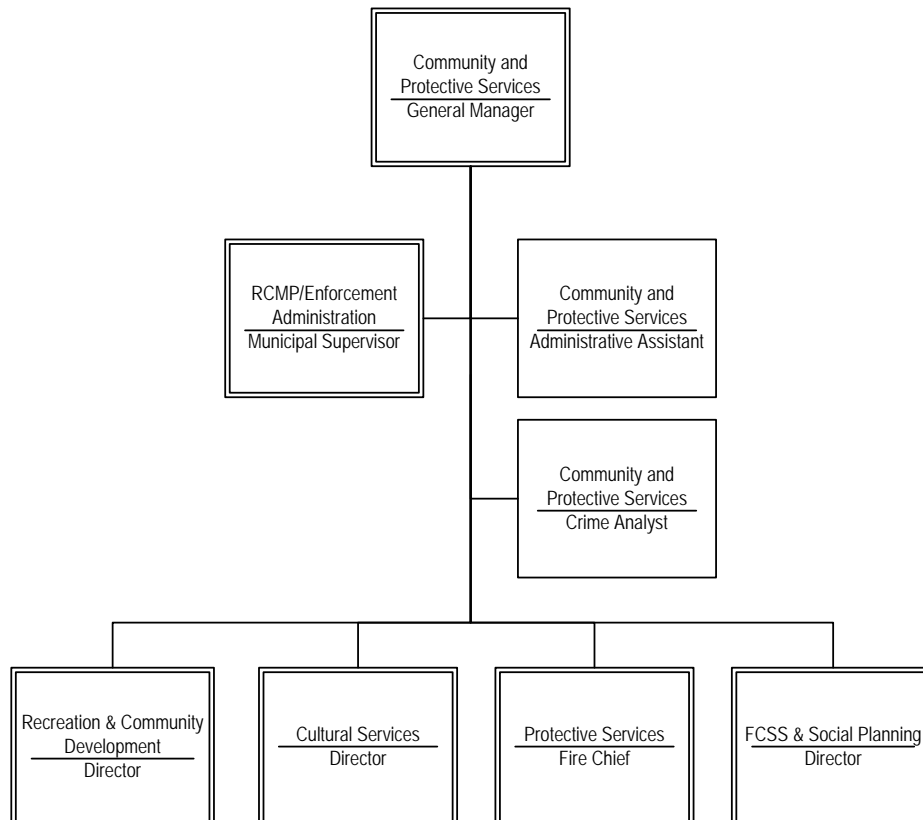 Community and
Protective Services
General Manager
RCMP/Enforcement
Administration
Municipal Supervisor
Community and
Protective Services
Administrative Assistant
Community and
Protective Services
Crime Analyst
Recreation & Community
Development
Director
Cultural Services
Director
Protective Services
Fire Chief
FCSS & Social Planning
Director